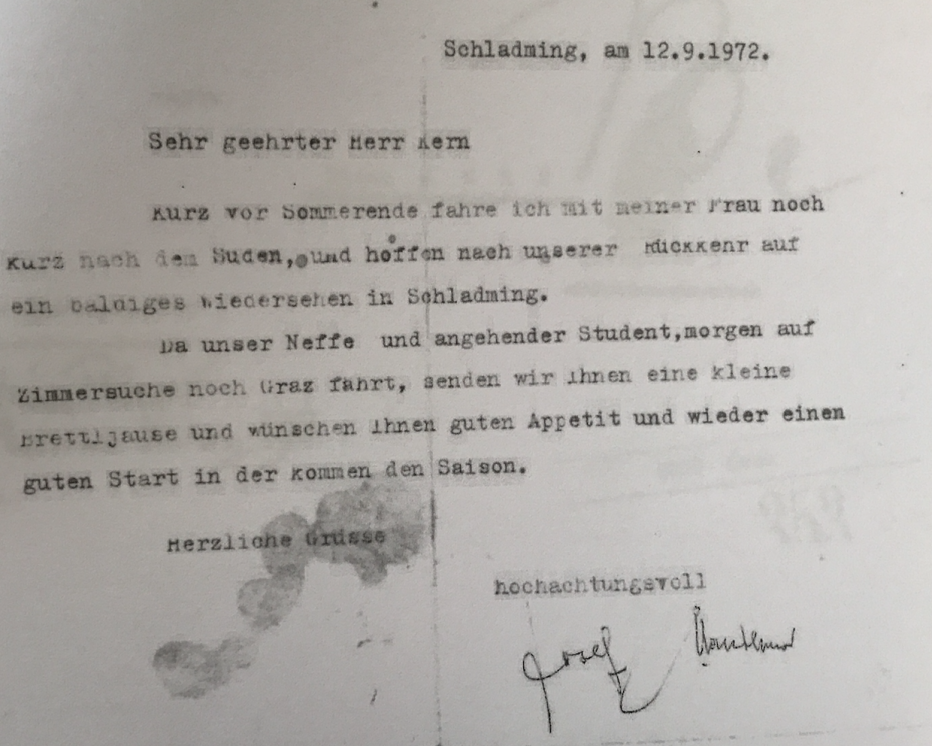 Schladming, am 12.9.1972.
Sehr geehrter Herr Kern
Kurz vor Sommerende fahre ich mit meiner Frau noch
kurz nach dem Süden, und hoffen nach unserer Rückkehr auf
ein baldiges Wiedersehen in Schladming.
Da unser Neffe und angehender Student,morgen auf
Zimmersuche noch Graz fährt, senden wir Ihnen eine kleine
Brettljause und wünschen Ihnen guten Appetit und wieder einen
guten Start in der kommen den Saison.
Herzliche Grüsse
hochachtungsvoll
Josef